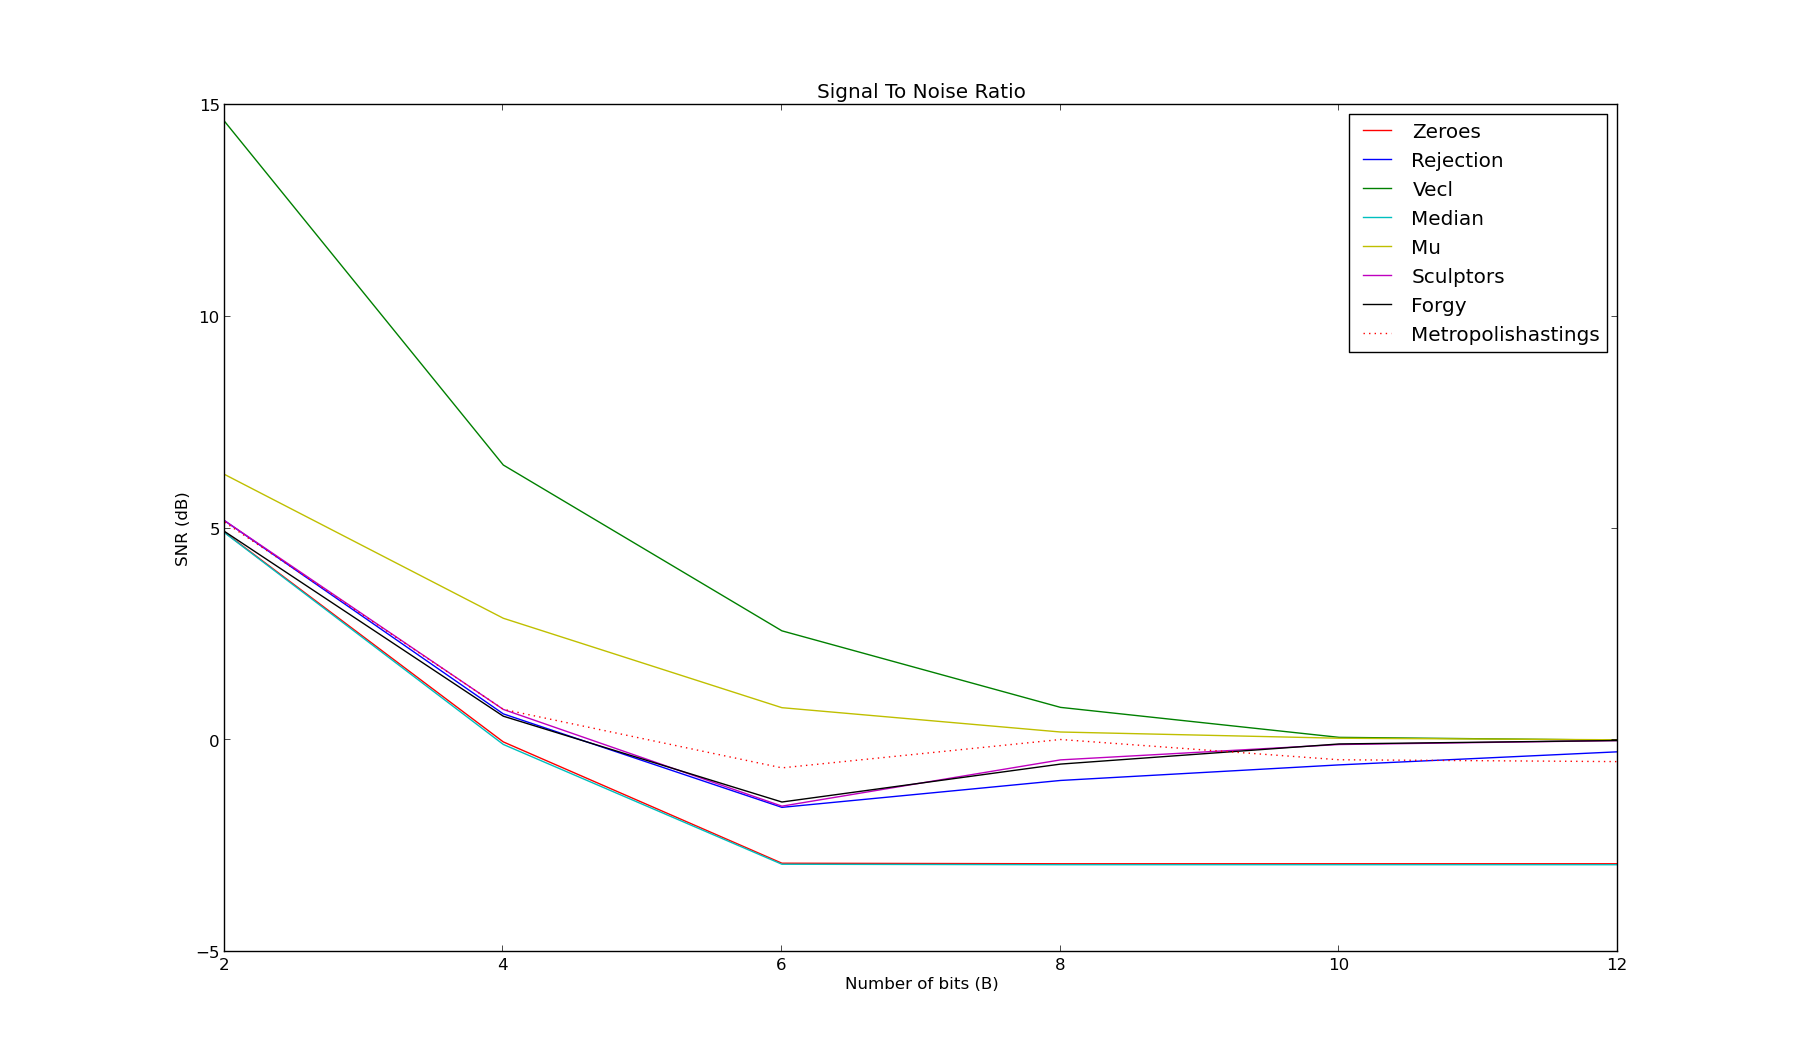 Signal To Noise Ratio
15
10
5
0
−5
SNR (dB)
2
4
6
8
10
12
Number of bits (B)
Zeroes
Rejection
Vecl
Median
Mu
Sculptors
Forgy
Metropolishastings